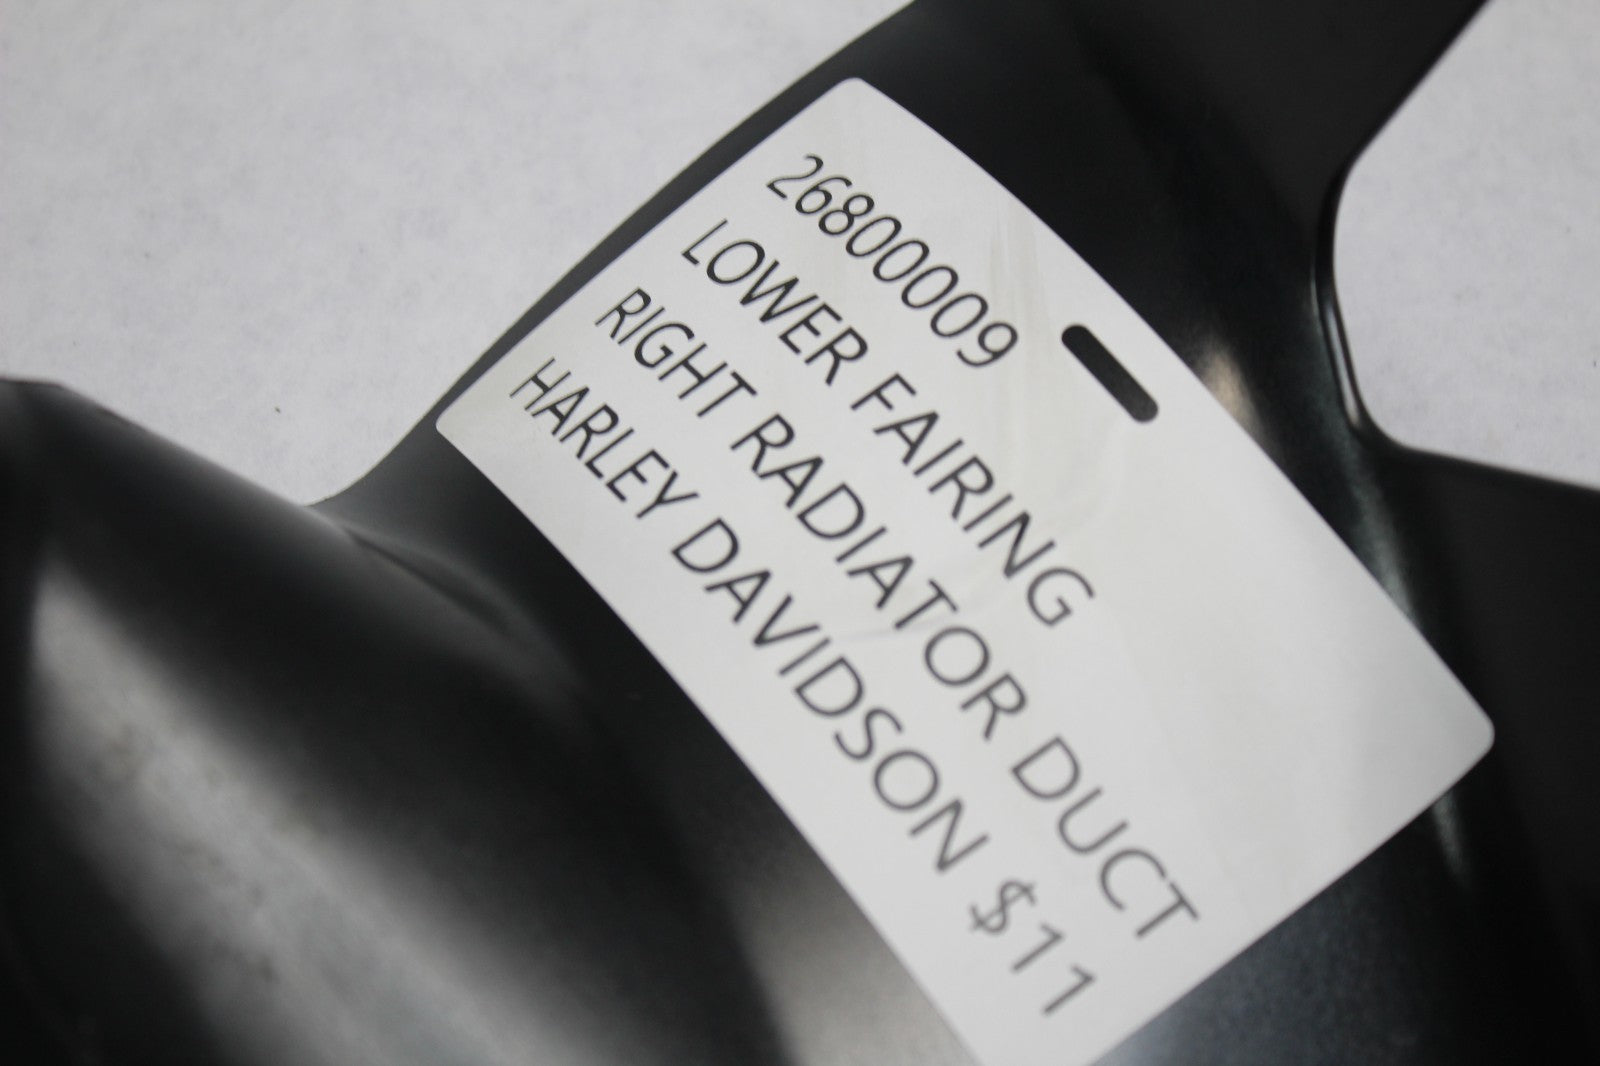 26800009
LOWER FAIRING
RIGHT RADIATOR DUCT
HARLEY DAVIDSON $11